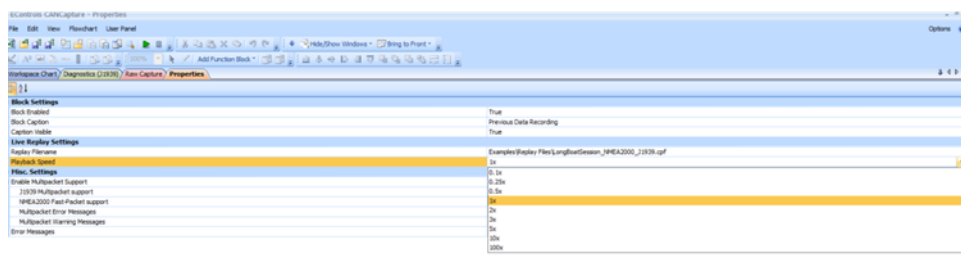 EControls CANCapture - Properties
File Edit View Flowchart User Panel Options
Hide/Show Windows Bring to Front
100% Add Function Block
Workspace Chart Diagnostics (J1939) Raw Capture Properties
Block Settings
Block Enabled True
Block Caption Previous Data Recording
Caption Visible True
Live Replay Settings
Replay Filename Examples\Replay Files\LongBoatSession_NMEA2000_J1939.cpf
Playback Speed 1x
Misc. Settings 0.1x
Enable Multipacket Support 0.25x
J1939 Multipacket support 0.5x
NMEA2000 Fast-Packet support 1x
Multipacket Error Messages 2x
Multipacket Warning Messages 3x
Error Messages 5x
10x
100x